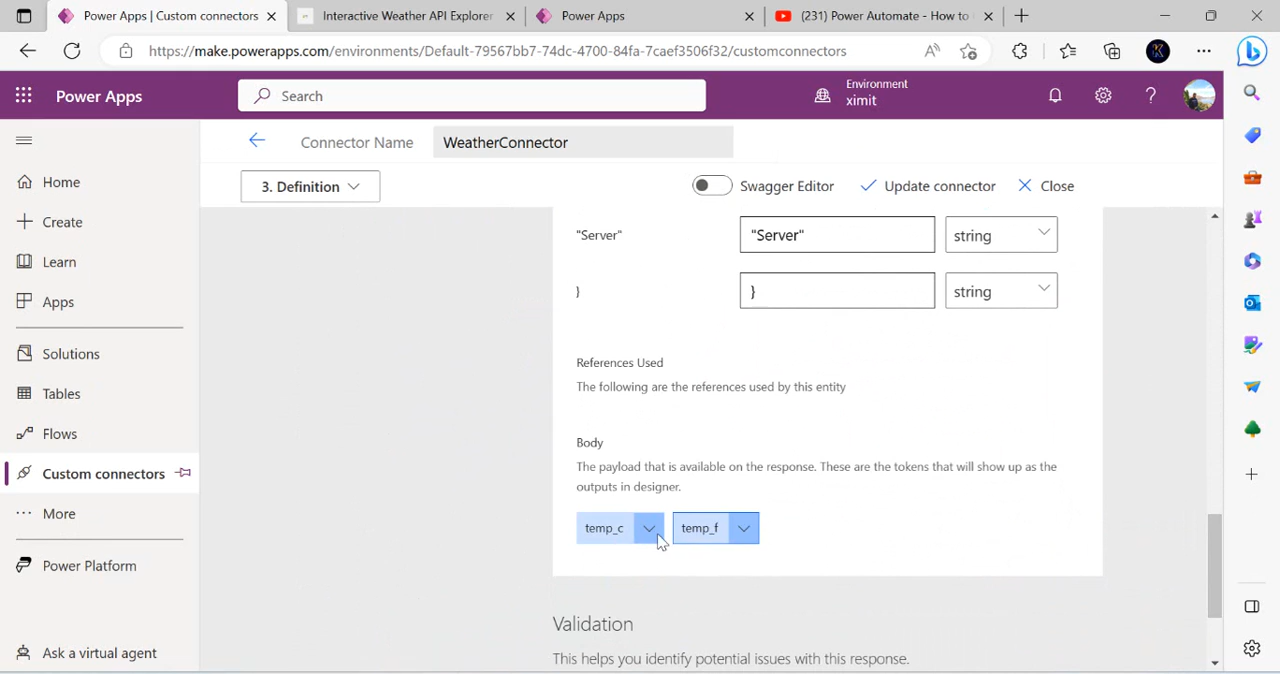 Power Apps | Custom connectors
Interactive Weather API Explorer
Power Apps
(231) Power Automate - How to
https://make.powerapps.com/environments/Default-79567bb7-74dc-4700-84fa-7caef3506f32/customconnectors
Power Apps
Search
Environment
ximit
Connector Name
WeatherConnector
3. Definition
Swagger Editor
Update connector
Close
Home
Create
Learn
Apps
Solutions
Tables
Flows
Custom connectors
More
Power Platform
Ask a virtual agent
"Server"
"Server"
string
}
}
string
References Used
The following are the references used by this entity
Body
The payload that is available on the response. These are the tokens that will show up as the
outputs in designer.
temp_c
temp_f
Validation
This helps you identify potential issues with this response.